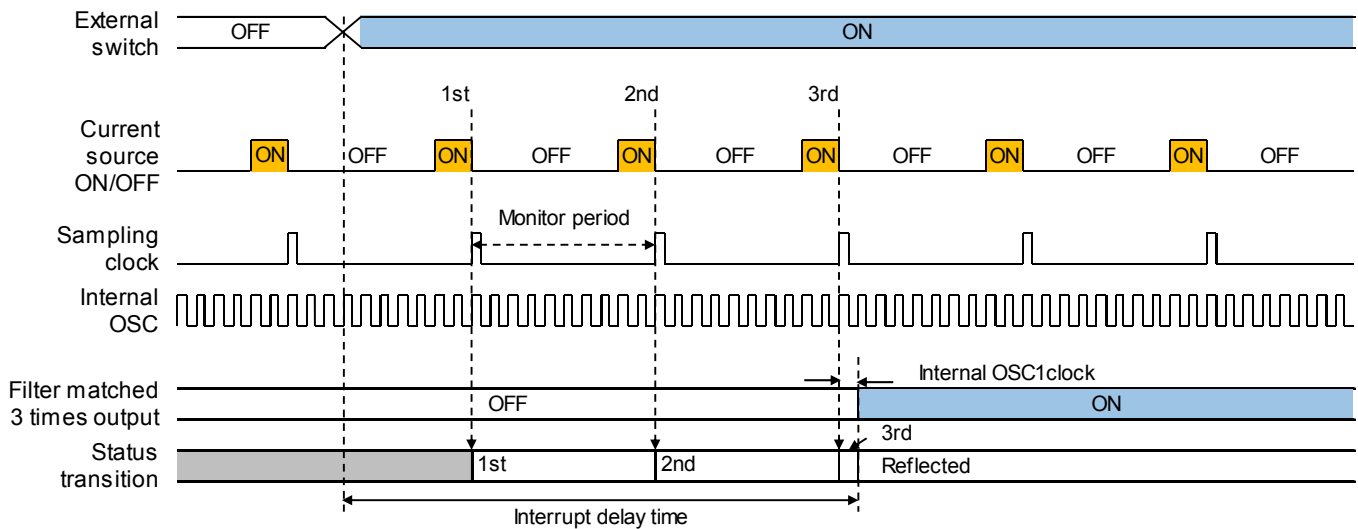 External
switch
OFF
ON
1st
2nd
3rd
Current
source
ON/OFF
ON OFF ON OFF ON OFF ON OFF ON OFF ON OFF
Monitor period
Sampling
clock
Internal
OSC
Internal OSC1clock
Filter matched
3 times output
OFF
ON
3rd
Status
transition
1st
2nd
Reflected
Interrupt delay time